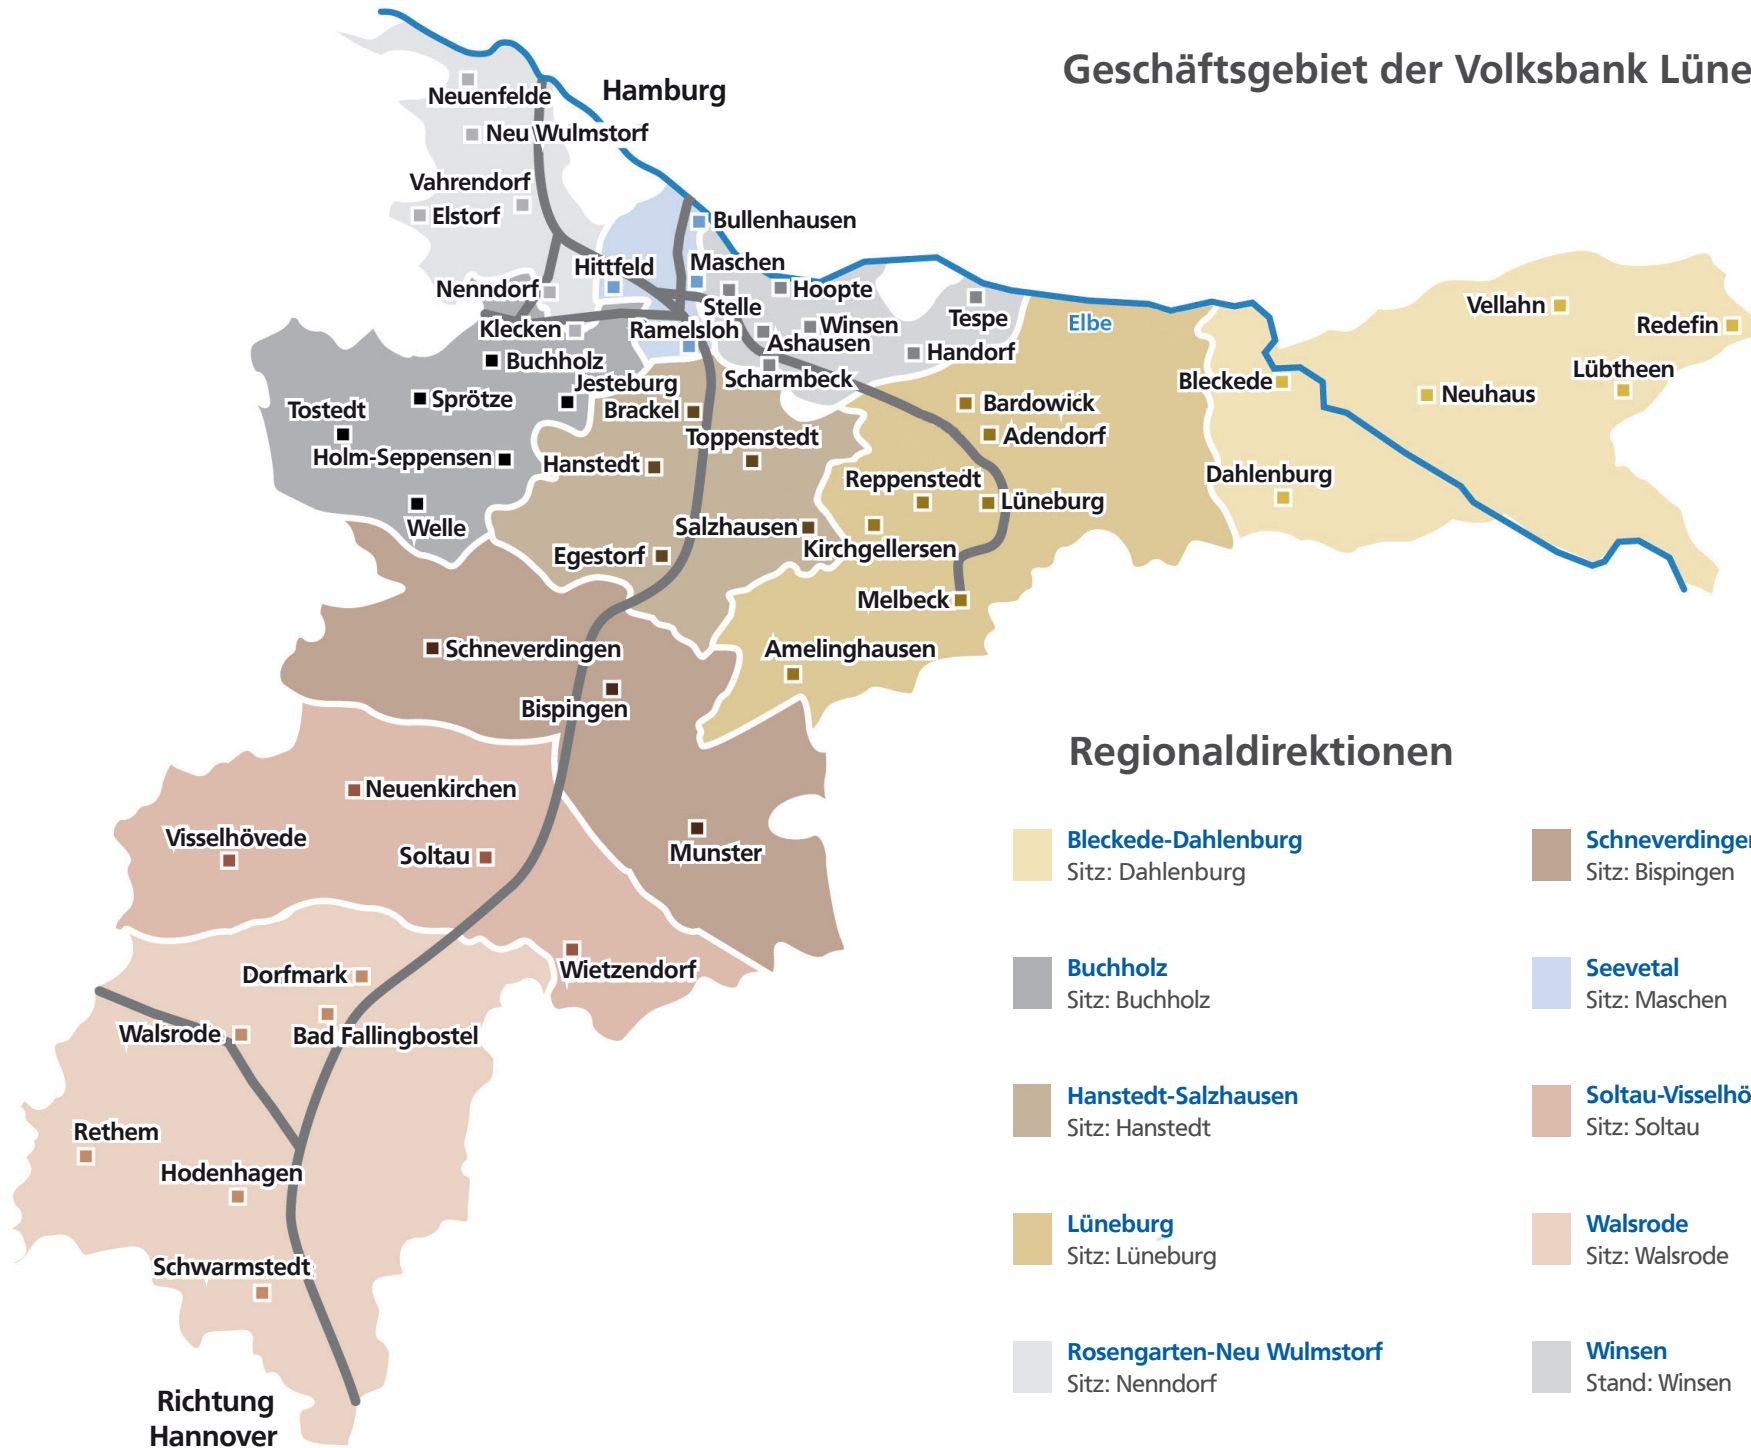 Geschäftsgebiet der Volksbank Lüne
Hamburg
Neuenfelde
Neu Wulmstorf
Vahrendorf
Elstorf
Bullenhausen
Hittfeld
Maschen
Nenndorf
Hoopte
Stelle
Tespe
Elbe
Klecken
Ramelsloh
Winsen
Ashausen
Handorf
Scharmbeck
Vellahn
Redefin
Lübtheen
Neuhaus
Bleckede
Dahlenburg
Buchholz
Jesteburg
Sprötze
Brackel
Tostedt
Toppenstedt
Holm-Seppensen
Hanstedt
Welle
Salzhausen
Egestorf
Bardowick
Adendorf
Reppenstedt
Lüneburg
Kirchgellersen
Melbeck
Amelinghausen
Schneverdingen
Bispingen
Neuenkirchen
Visselhövede
Soltau
Munster
Wietzendorf
Dorfmark
Walsrode
Bad Fallingbostel
Rethem
Hodenhagen
Schwarmstedt
Richtung
Hannover
Regionaldirektionen
Bleckede-Dahlenburg
Sitz: Dahlenburg
Buchholz
Sitz: Buchholz
Hanstedt-Salzhausen
Sitz: Hanstedt
Lüneburg
Sitz: Lüneburg
Rosengarten-Neu Wulmstorf
Sitz: Nenndorf
Schneverdingen
Sitz: Bispingen
Seevetal
Sitz: Maschen
Soltau-Visselhö
Sitz: Soltau
Walsrode
Sitz: Walsrode
Winsen
Stand: Winsen